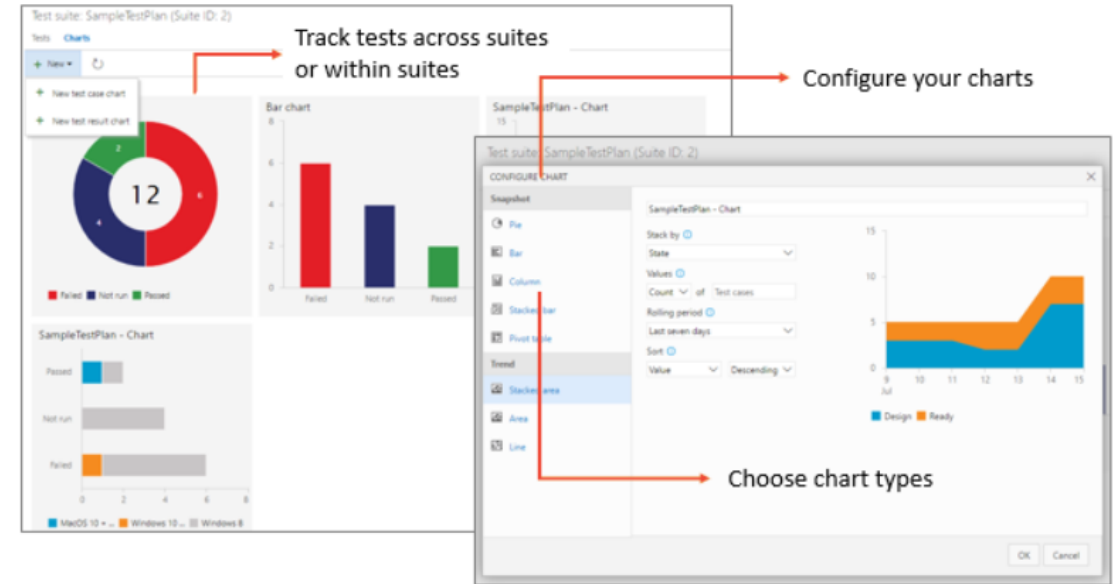 Test suite: SampleTestPlan (Suite ID: 2)
Tests Charts
+ New
+ New test case chart
+ New test result chart
Track tests across suites
or within suites
2
12
6
4
Failed Not run Passed
Bar chart
8
6
4
2
0
Failed Not run Passed
SampleTestPlan - Chart
15
SampleTestPlan - Chart
Passed
Not run
Failed
0 2 4 6 8
MacOS 10 + ... Windows 10 ... Windows 8
Configure your charts
Test suite: SampleTestPlan (Suite ID: 2)
CONFIGURE CHART
Snapshot
Pie
Bar
Column
Stacked bar
Pivot table
Trend
Stacked area
Area
Line
SampleTestPlan - Chart
Stack by
State
Values
Count of Test cases
Rolling period
Last seven days
Sort
Value Descending
15
10
5
0
9 10 11 12 13 14 15
Jul
Design Ready
Choose chart types
OK Cancel